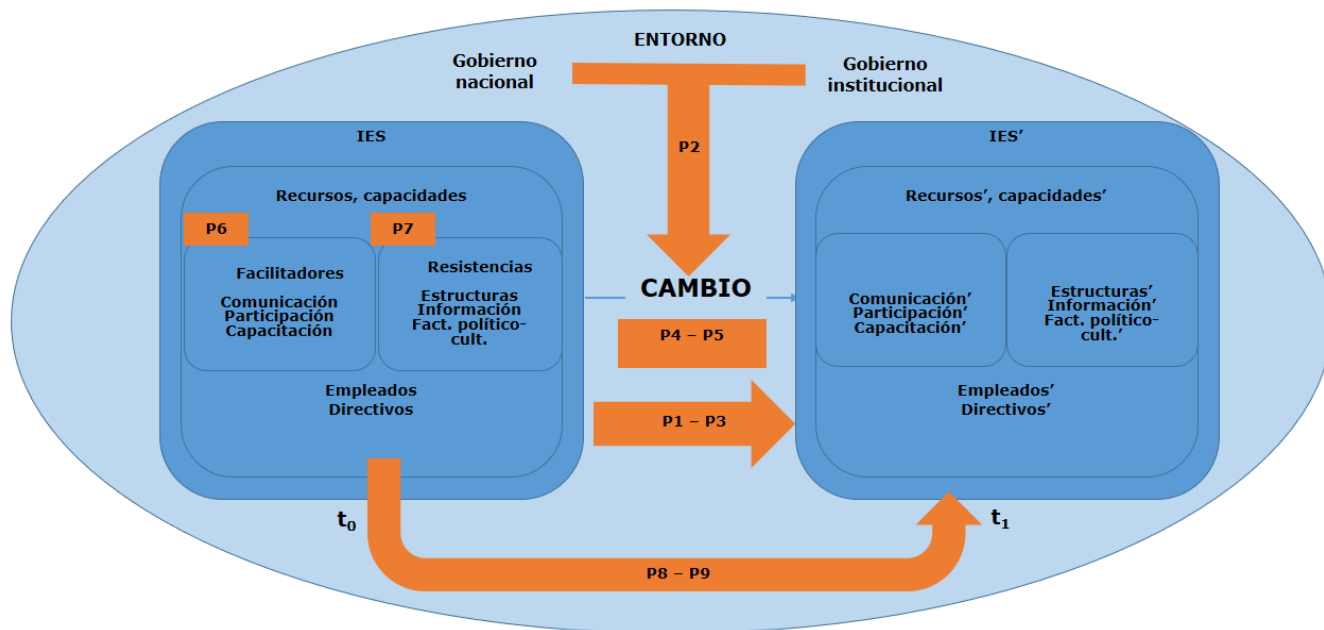 ENTORNO
Gobierno
nacional
Gobierno
institucional
P2
IES
Recursos, capacidades
P6
P7
Facilitadores
Comunicación
Participación
Capacitación
Resistencias
Estructuras
Información
Fact. político-
cult.
Empleados
Directivos
CAMBIO
P4 – P5
P1 – P3
IES’
Recursos’, capacidades’
Comunicación’
Participación’
Capacitación’
Estructuras’
Información’
Fact. político-
cult.’
Empleados’
Directivos’
t0
t1
P8 – P9